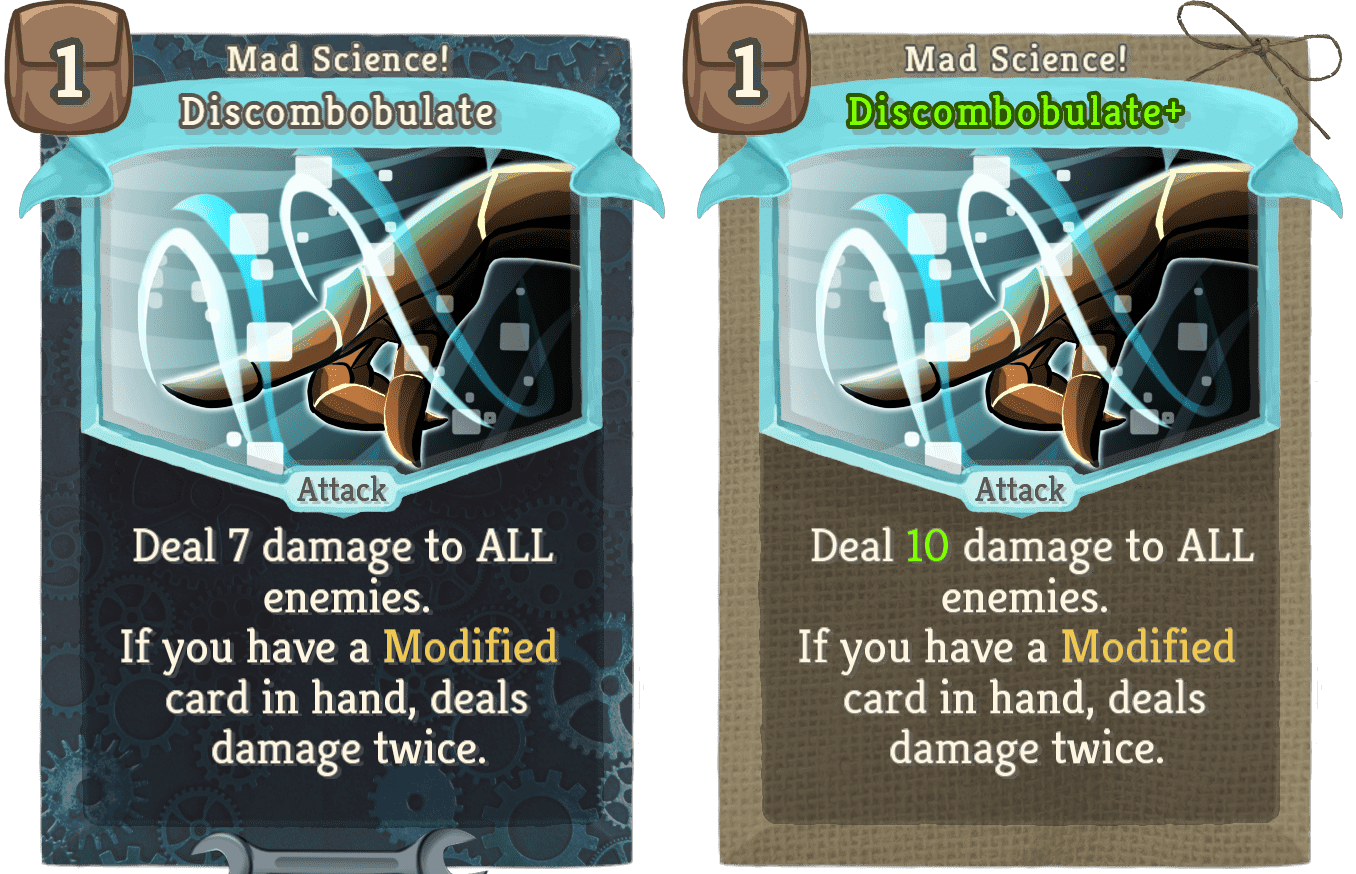 1
Mad Science!
Discombobulate
Attack
Deal 7 damage to ALL
enemies.
If you have a Modified
card in hand, deals
damage twice.
1
Mad Science!
Discombobulate+
Attack
Deal 10 damage to ALL
enemies.
If you have a Modified
card in hand, deals
damage twice.